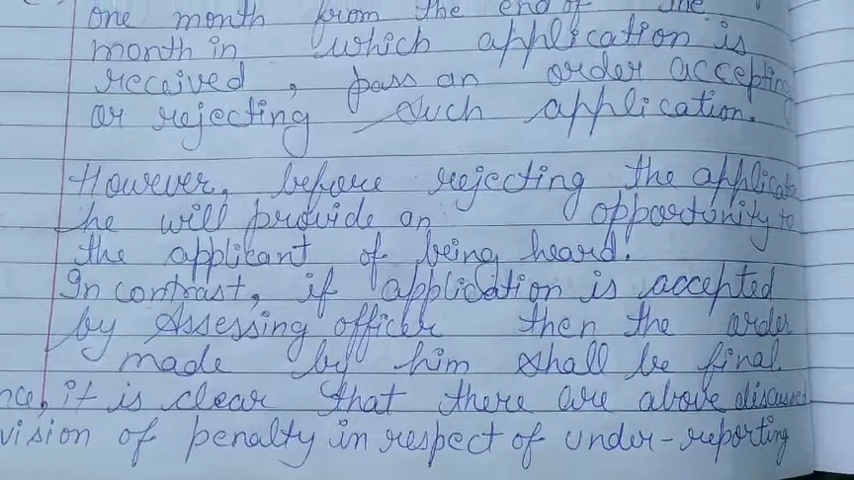 one month from the end of the
month in which application is
received, pass an order accepting
or rejecting such application.
However, before rejecting the
he will provide an opportunity to
the applicant of being heard.
In contrast, if application is accepted
by Assessing officer then the order
made by him shall be final.
it is clear that there are above discussed
of penalty in respect of under-reporting